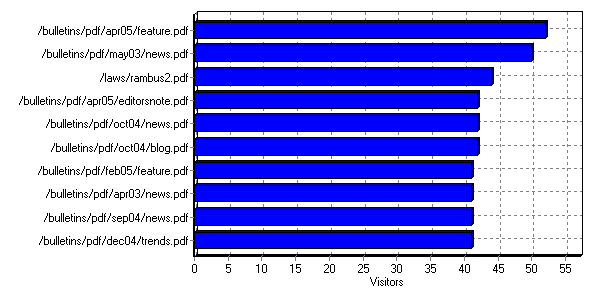 /bulletins/pdf/apr05/feature.pdf
/bulletins/pdf/may03/news.pdf
/laws/rambus2.pdf
/bulletins/pdf/apr05/editorsnote.pdf
/bulletins/pdf/oct04/news.pdf
/bulletins/pdf/oct04/blog.pdf
/bulletins/pdf/feb05/feature.pdf
/bulletins/pdf/apr03/news.pdf
/bulletins/pdf/sep04/news.pdf
/bulletins/pdf/dec04/trends.pdf
0 5 10 15 20 25 30 35 40 45 50 55
Visitors